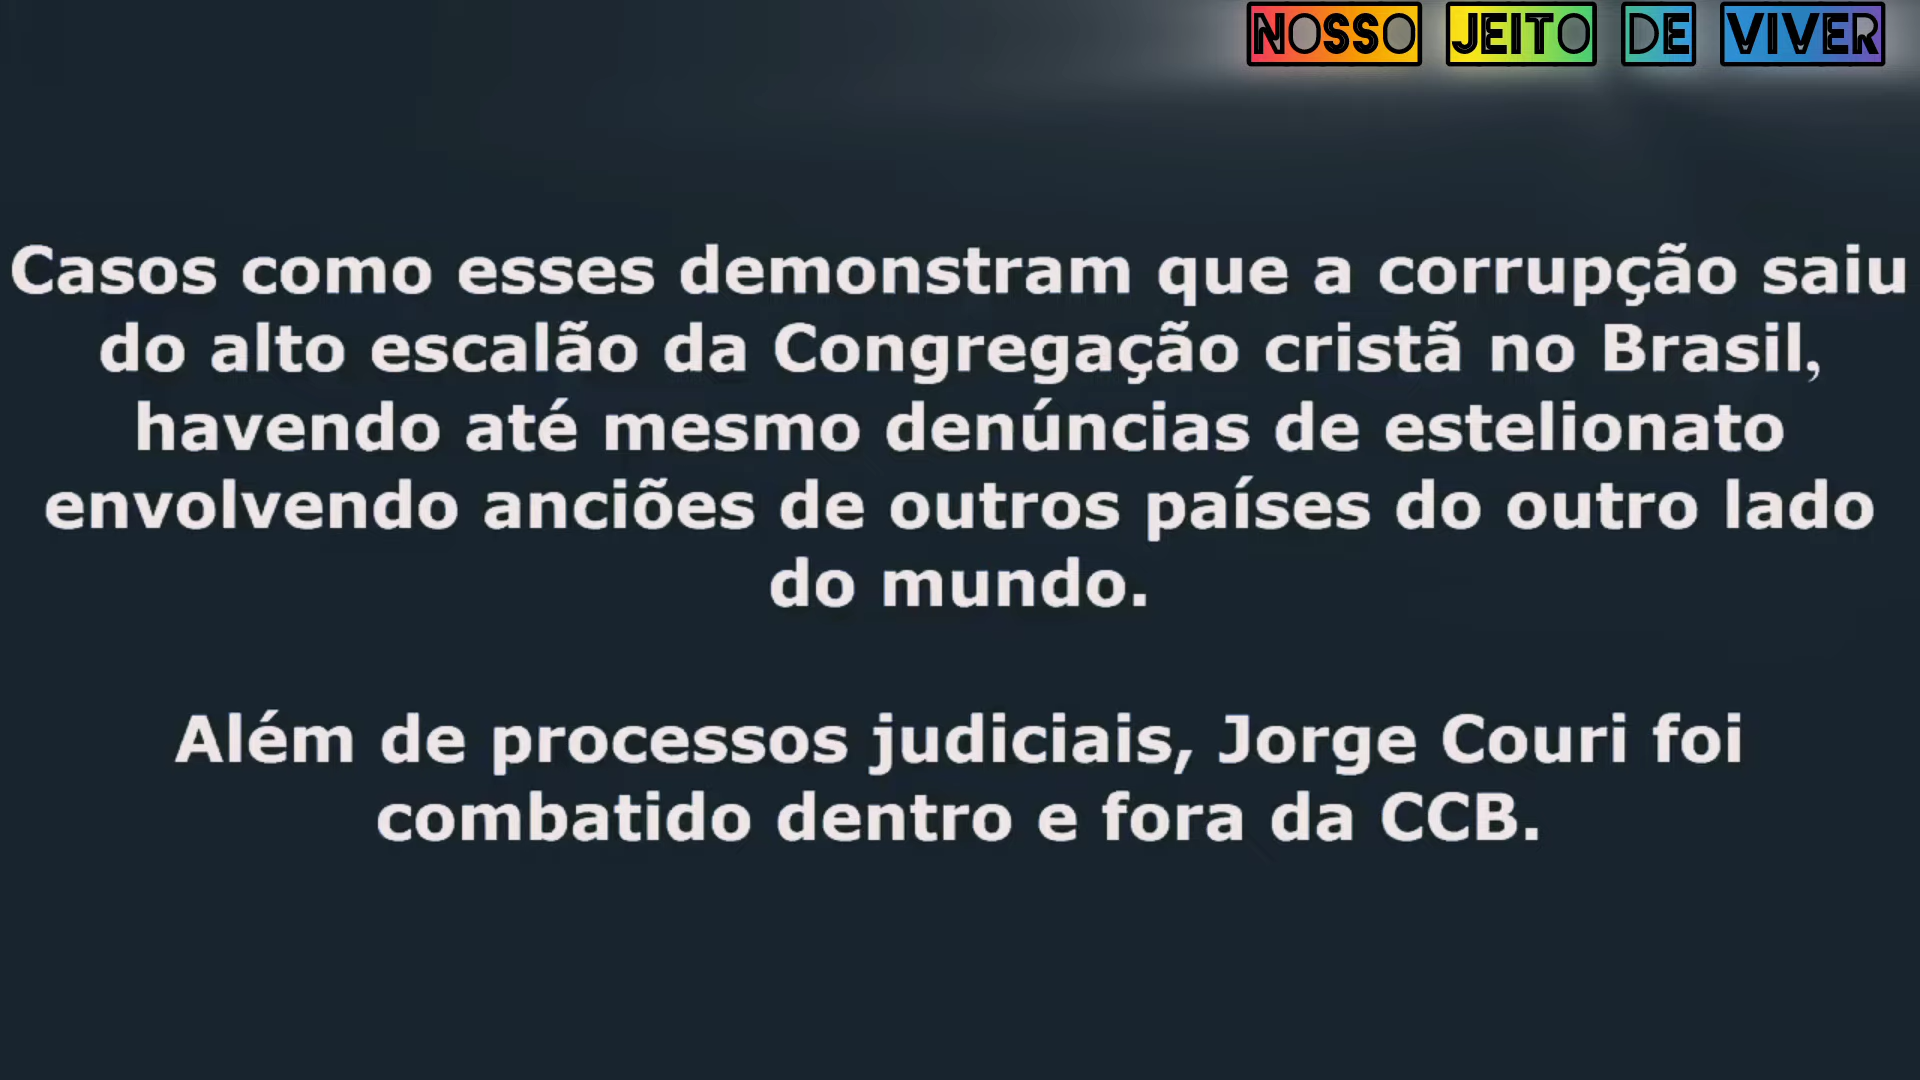 NOSSO JEITO DE VIVER
Casos como esses demonstram que a corrupção saiu
do alto escalão da Congregação cristã no Brasil,
havendo até mesmo denúncias de estelionato
envolvendo anciões de outros países do outro lado
do mundo.
Além de processos judiciais, Jorge Couri foi
combatido dentro e fora da CCB.